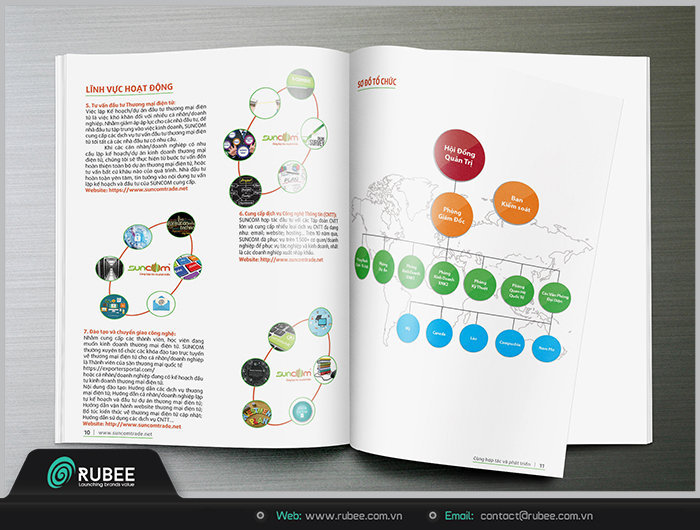 LĨNH VỰC HOẠT ĐỘNG
5. Tư vấn đầu tư Thương mại điện tử:
Việc lập Kế hoạch/dự án đầu tư thương mại điện
tử là việc khó khăn đối với nhiều cá nhân/doanh
nghiệp. Nhằm giảm áp áp lực cho các nhà đầu tư, để
nhà đầu tư tập trung vào việc kinh doanh, SUNCOM
cung cấp các dịch vụ tư vấn đầu tư thương mại điện
tử tới tất cả các nhà đầu tư có nhu cầu.
Khi các cá nhân/doanh nghiệp có nhu
cầu lập kế hoạch/dự án kinh doanh thương mại
điện tử, chúng tôi sẽ thực hiện từ bước tư vấn đến
hoàn thiện toàn bộ dự án thương mại điện tử, hoặc
tư vấn bất cứ khâu nào của quá trình. Nhà đầu tư
hoàn toàn yên tâm, tin tưởng vào nội dung tư vấn
lập kế hoạch và đầu tư của SUNCOM cung cấp.
Website: https://www.suncomtrade.net
suncom
PLAN
6. Cung cấp dịch vụ Công nghệ Thông tin (CNTT):
SUNCOM hợp tác đầu tư với các Tập đoàn CNTT
lớn và cung cấp nhiều loại dịch vụ CNTT đa dạng
như: email; website; hosting... Trên 10 năm qua,
SUNCOM đã phục vụ trên 1.500+ cơ quan/doanh
nghiệp để phục vụ tác nghiệp và kinh doanh, nhất
là các doanh nghiệp xuất nhập khẩu.
Website: http://www.suncomtrade.net
suncom
7. Đào tạo và chuyển giao công nghệ:
Nhằm cung cấp các thành viên, học viên đang
muốn kinh doanh thương mại điện tử. SUNCOM
thường xuyên tổ chức các khóa đào tạo trực tuyến
về thương mại điện tử cho cá nhân/doanh nghiệp
là Thành viên của sàn thương mại quốc tế
https://exportersportal.com/
hoặc cá nhân/doanh nghiệp đang có kế hoạch đầu
tư kinh doanh thương mại điện tử.
Nội dung đào tạo: Hướng dẫn các dịch vụ thương
mại điện tử; Hướng dẫn cá nhân/doanh nghiệp lập
tự kế hoạch và đầu tư dự án thương mại điện tử;
Hướng dẫn vận hành website thương mại điện tử;
Bổ túc kiến thức về thương mại điện tử cập nhật;
Hướng dẫn sử dụng các dịch vụ CNTT...
Website: http://www.suncomtrade.net
suncom
10 | www.suncomtrade.net
SƠ ĐỒ TỔ CHỨC
Hội Đồng
Quản Trị
Ban
Kiểm soát
Phòng
Giám Đốc
Phòng
Dự Án
Phòng
Kinh Doanh
TMĐT
Phòng
Kinh Doanh
XNK
Phòng
Kỹ Thuật
Phòng
Quan Hệ
Quốc Tế
Các Văn Phòng
Đại Diện
Mỹ
Canada
Lào
Campuchia
Nam Phi
Cùng hợp tác và phát triển | 11
RUBEE
Launching brands value
Web: www.rubee.com.vn
Email: contact@rubee.com.vn